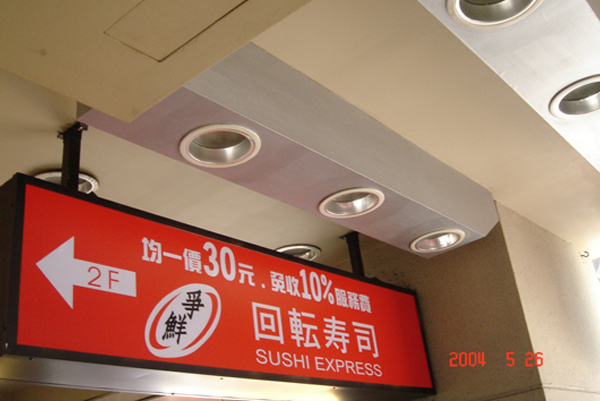 均一價30元．免收10%服務費
2F
爭鮮
回転寿司
SUSHI EXPRESS
2004 5 26